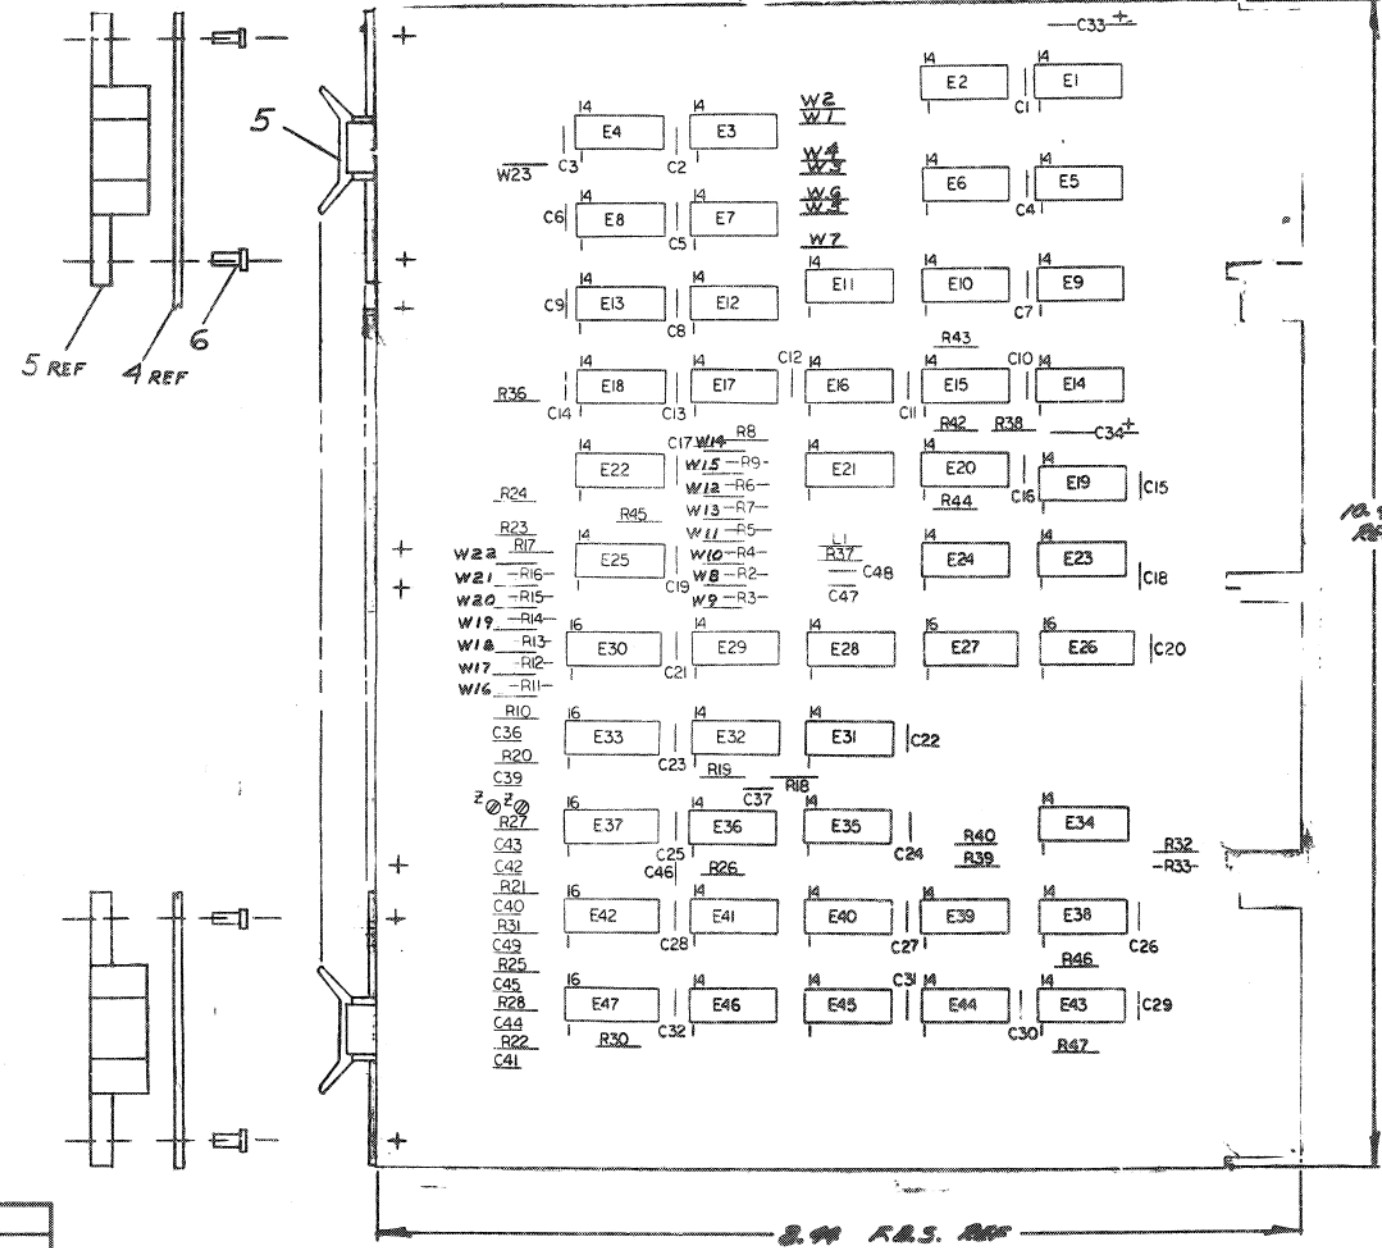 C33 +
14 E2 14 E1
C1
5
14 E4 14 E3 W2
W1
C3 C2
W23
W4
W3
14 E6 14 E5
C4
W6
W5
C6 14 E8 14 E7
C5
W7
14 E11 14 E10 14 E9
C9 14 E13 14 E12
C8 C7
6
5 REF 4 REF
R43
C12 C10
R36 14 E18 14 E17 14 E16 14 E15 14 E14
C14 C13 C11
R42 R38 C34 +
C17 W14 R8
14 E22 W15 R9 14 E21 14 E20 14 E19 C15
R24 W12 R6 C16
R45 W13 R7 R44
R23 W11 R5
W22 R17 14 E25 W10 R4 L1 14 E24 14 E23
R37
W21 R16 C19 W8 R2 C48 C18
W20 R15 W9 R3 C47
W19 R14
W18 R13 16 E30 14 E29 14 E28 16 E27 16 E26 C20
W17 R12 C21
W16 R11
R10
C36 16 E33 14 E32 14 E31 C22
R20 C23
C39 R19 R18
Z Z C37
R27 16 E37 14 E36 14 E35 14 E34
C43 C25 C24 R40 R32
C42 C46 R26 R39 R33
R21
C40 16 E42 14 E41 14 E40 14 E39 14 E38
R31
C49 C28 C27 C26
R25 R46
C45 C31
R28 16 E47 14 E46 14 E45 14 E44 14 E43 C29
C44 C32 C30
R22 R30 R47
C41
REF